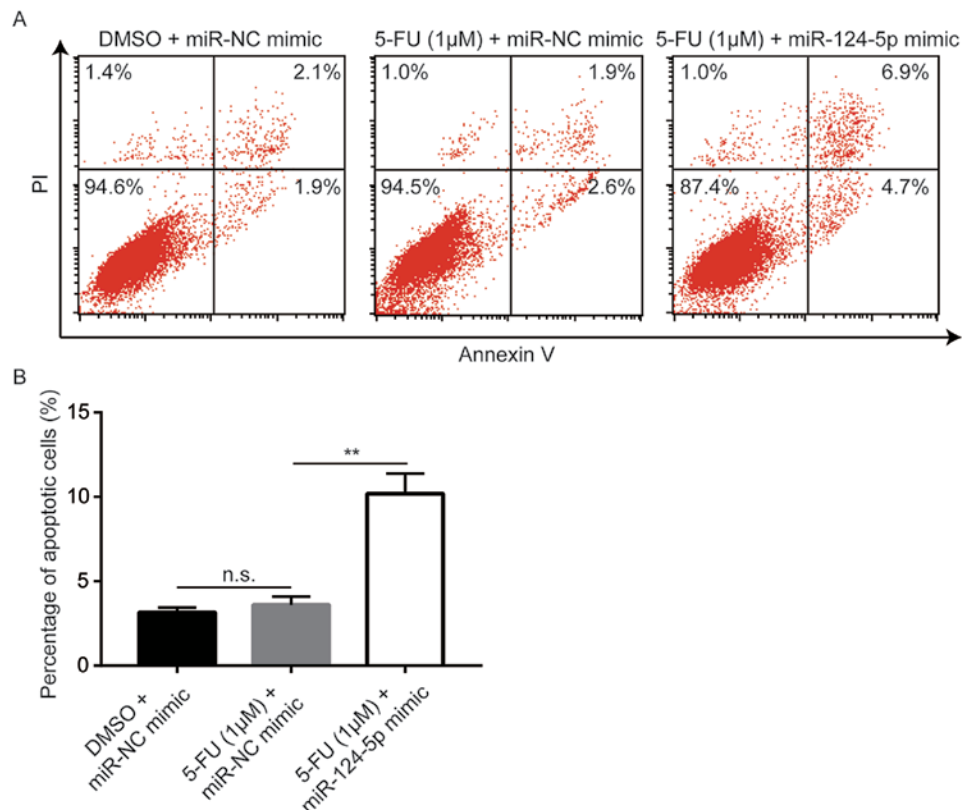 A
DMSO + miR-NC mimic
5-FU (1µM) + miR-NC mimic
5-FU (1µM) + miR-124-5p mimic
1.4%
2.1%
1.0%
1.9%
1.0%
6.9%
94.6%
1.9%
94.5%
2.6%
87.4%
4.7%
PI
Annexin V
B
Percentage of apoptotic cells (%)
15
10
5
0
n.s.
**
DMSO +
miR-NC mimic
5-FU (1µM) +
miR-NC mimic
5-FU (1µM) +
miR-124-5p mimic